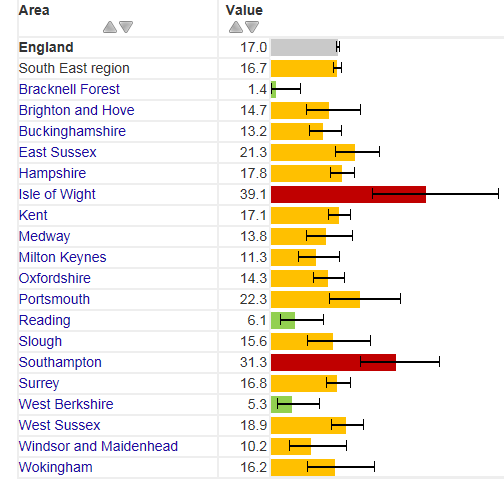 Area Value
England 17.0
South East region 16.7
Bracknell Forest 1.4
Brighton and Hove 14.7
Buckinghamshire 13.2
East Sussex 21.3
Hampshire 17.8
Isle of Wight 39.1
Kent 17.1
Medway 13.8
Milton Keynes 11.3
Oxfordshire 14.3
Portsmouth 22.3
Reading 6.1
Slough 15.6
Southampton 31.3
Surrey 16.8
West Berkshire 5.3
West Sussex 18.9
Windsor and Maidenhead 10.2
Wokingham 16.2